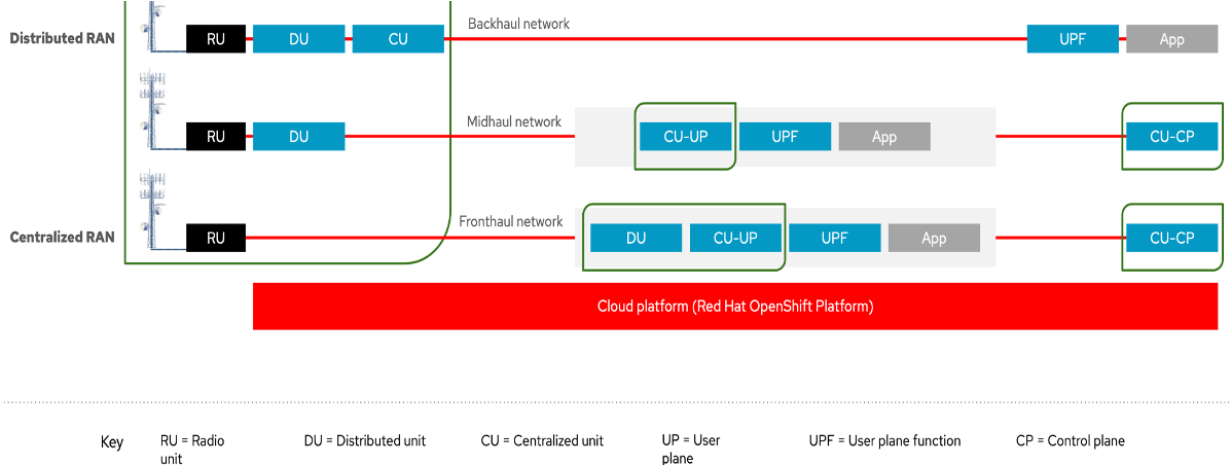 Backhaul network
Distributed RAN RU DU CU UPF App
Midhaul network
RU DU CU-UP UPF App CU-CP
Fronthaul network
Centralized RAN RU DU CU-UP UPF App CU-CP
Cloud platform (Red Hat OpenShift Platform)
Key RU = Radio DU = Distributed unit CU = Centralized unit UP = User UPF = User plane function CP = Control plane
unit plane